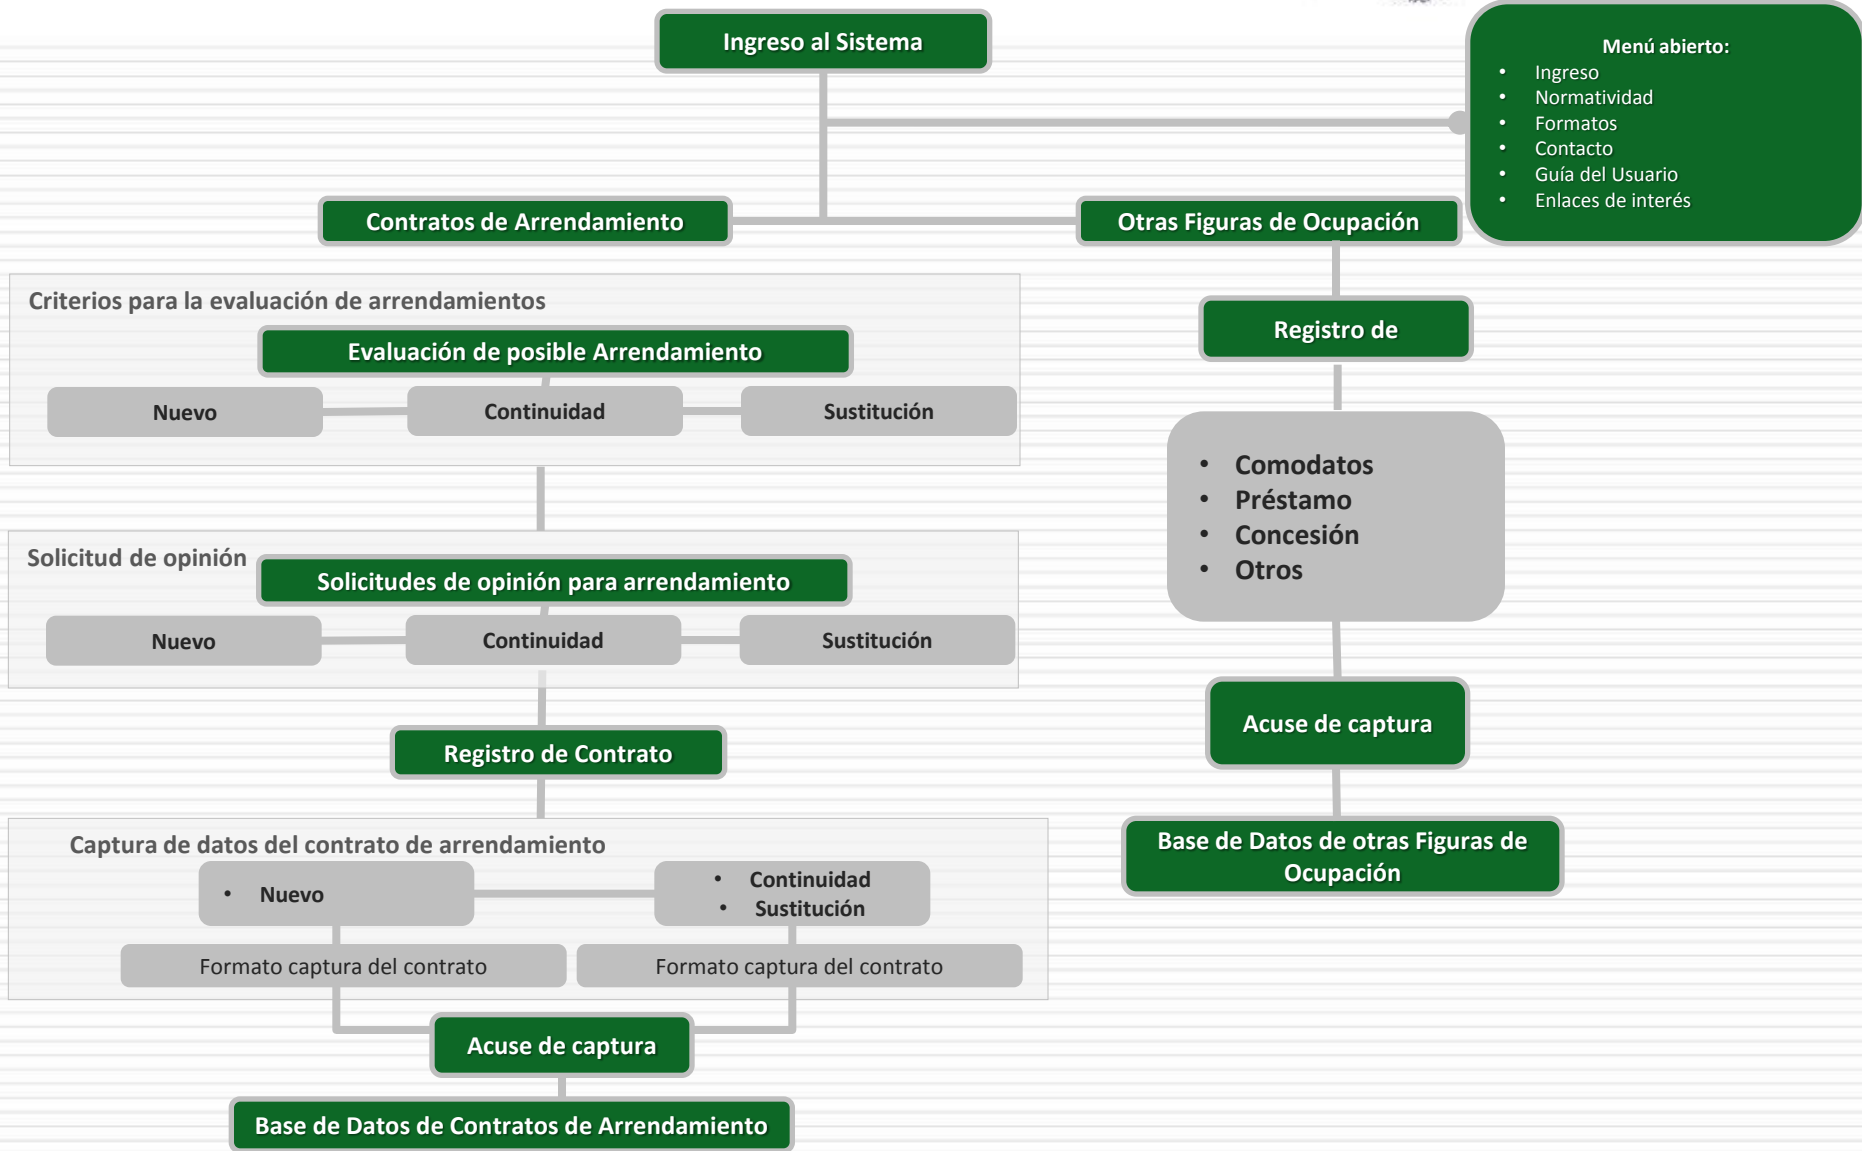 Ingreso al Sistema
Menú abierto:
• Ingreso
• Normatividad
• Formatos
• Contacto
• Guía del Usuario
• Enlaces de interés
Contratos de Arrendamiento
Otras Figuras de Ocupación
Criterios para la evaluación de arrendamientos
Evaluación de posible Arrendamiento
Nuevo
Continuidad
Sustitución
Registro de
• Comodatos
• Préstamo
• Concesión
• Otros
Solicitud de opinión
Solicitudes de opinión para arrendamiento
Nuevo
Continuidad
Sustitución
Registro de Contrato
Acuse de captura
Base de Datos de otras Figuras de
Ocupación
Captura de datos del contrato de arrendamiento
• Nuevo
• Continuidad
• Sustitución
Formato captura del contrato
Formato captura del contrato
Acuse de captura
Base de Datos de Contratos de Arrendamiento